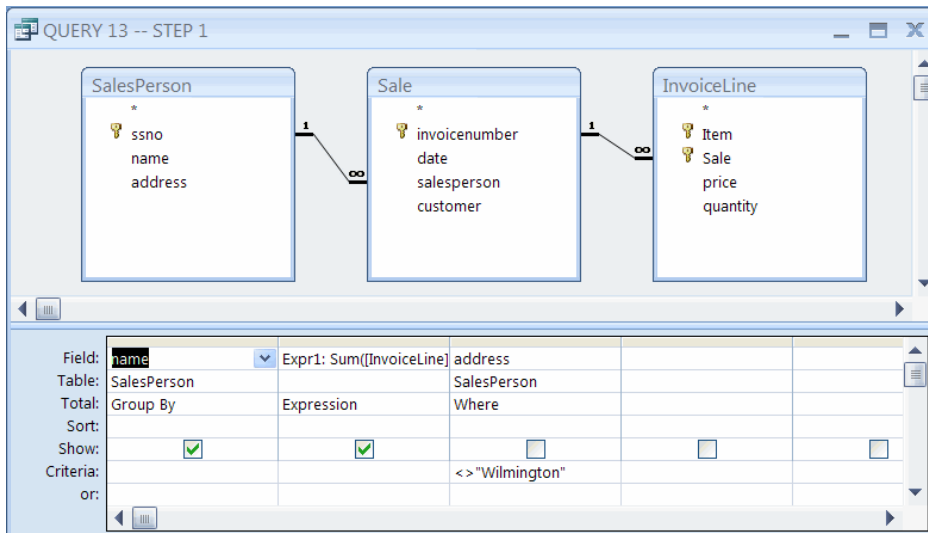 QUERY 13 -- STEP 1
SalesPerson
*
ssno
name
address
1
∞
Sale
*
invoicenumber
date
salesperson
customer
1
∞
InvoiceLine
*
Item
Sale
price
quantity
Field: name Expr1: Sum([InvoiceLine] address
Table: SalesPerson SalesPerson
Total: Group By Expression Where
Sort:
Show:
Criteria: <>"Wilmington"
or: